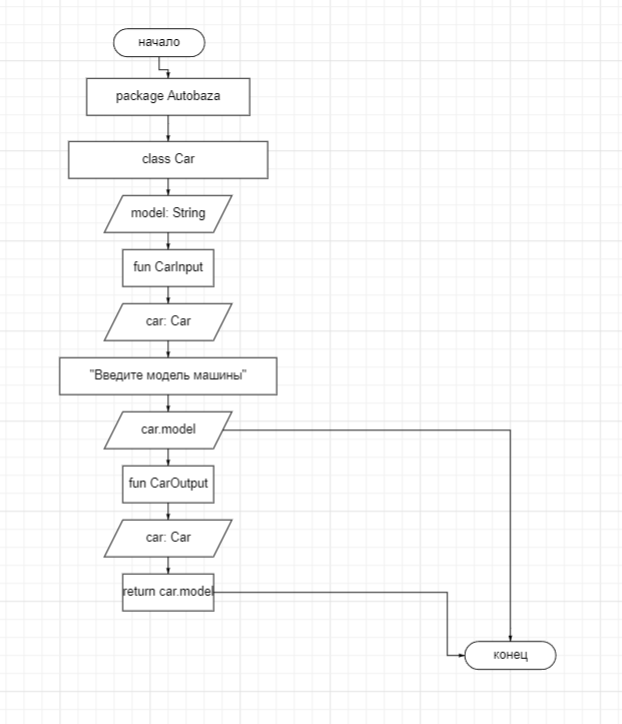 начало
package Autobaza
class Car
model: String
fun CarInput
car: Car
"Введите модель машины"
car.model
fun CarOutput
car: Car
return car.model
конец